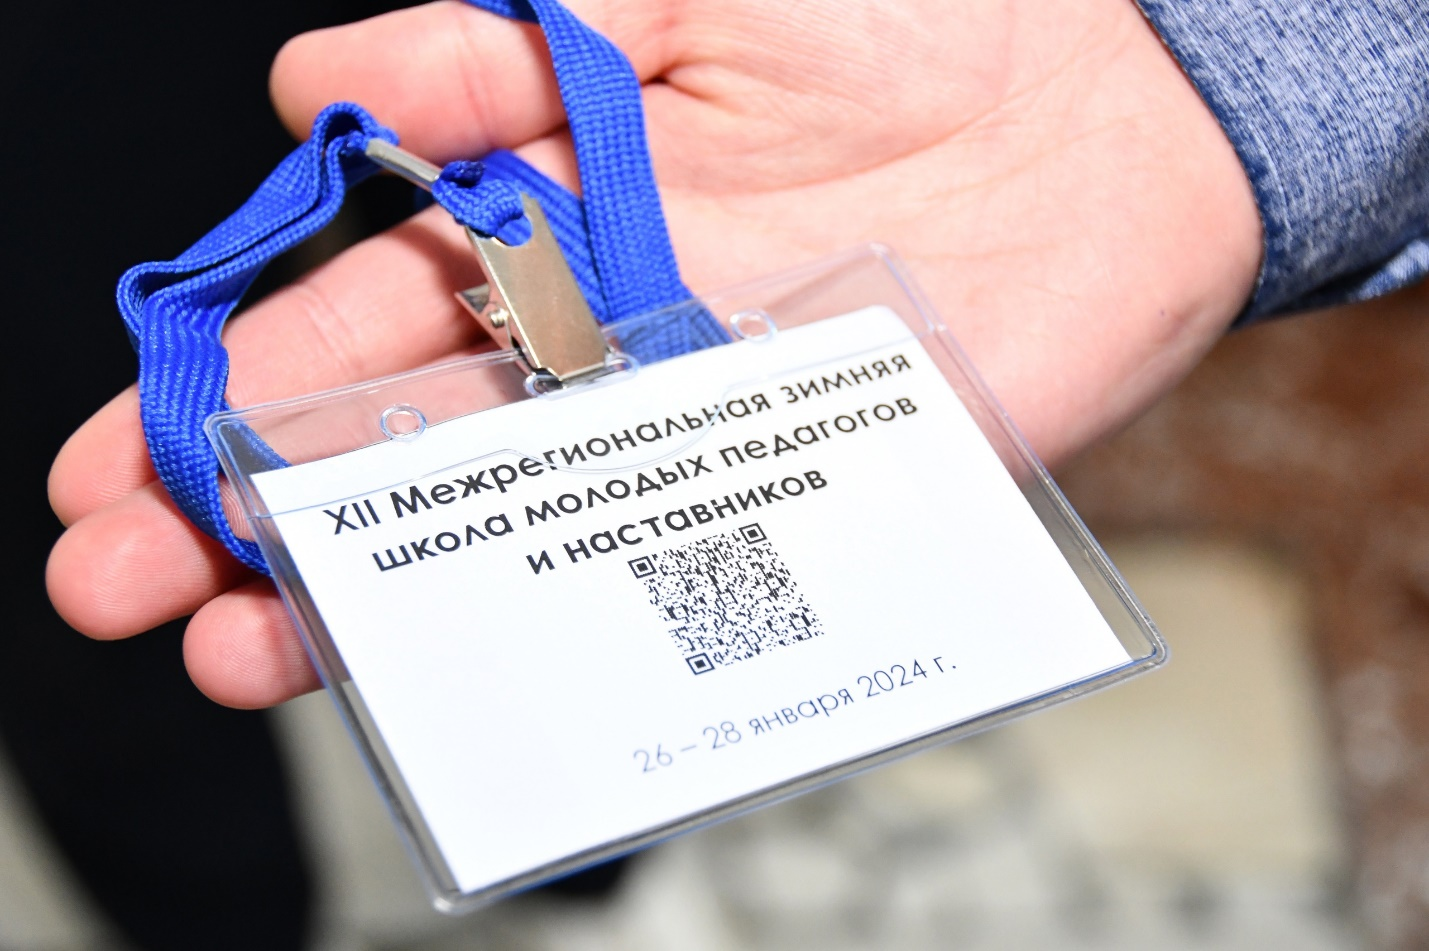 XII Межрегиональная зимняя
школа молодых педагогов
и наставников
26 – 28 января 2024 г.